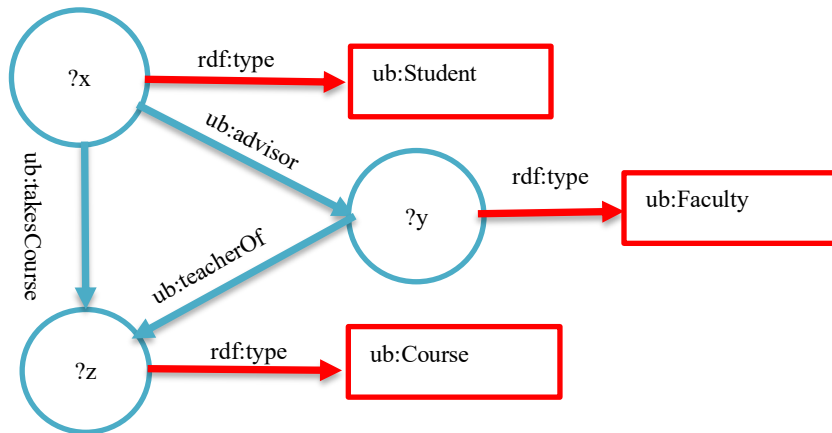 ?x
rdf:type
ub:Student
ub:advisor
ub:takesCourse
?y
rdf:type
ub:Faculty
ub:teacherOf
?z
rdf:type
ub:Course